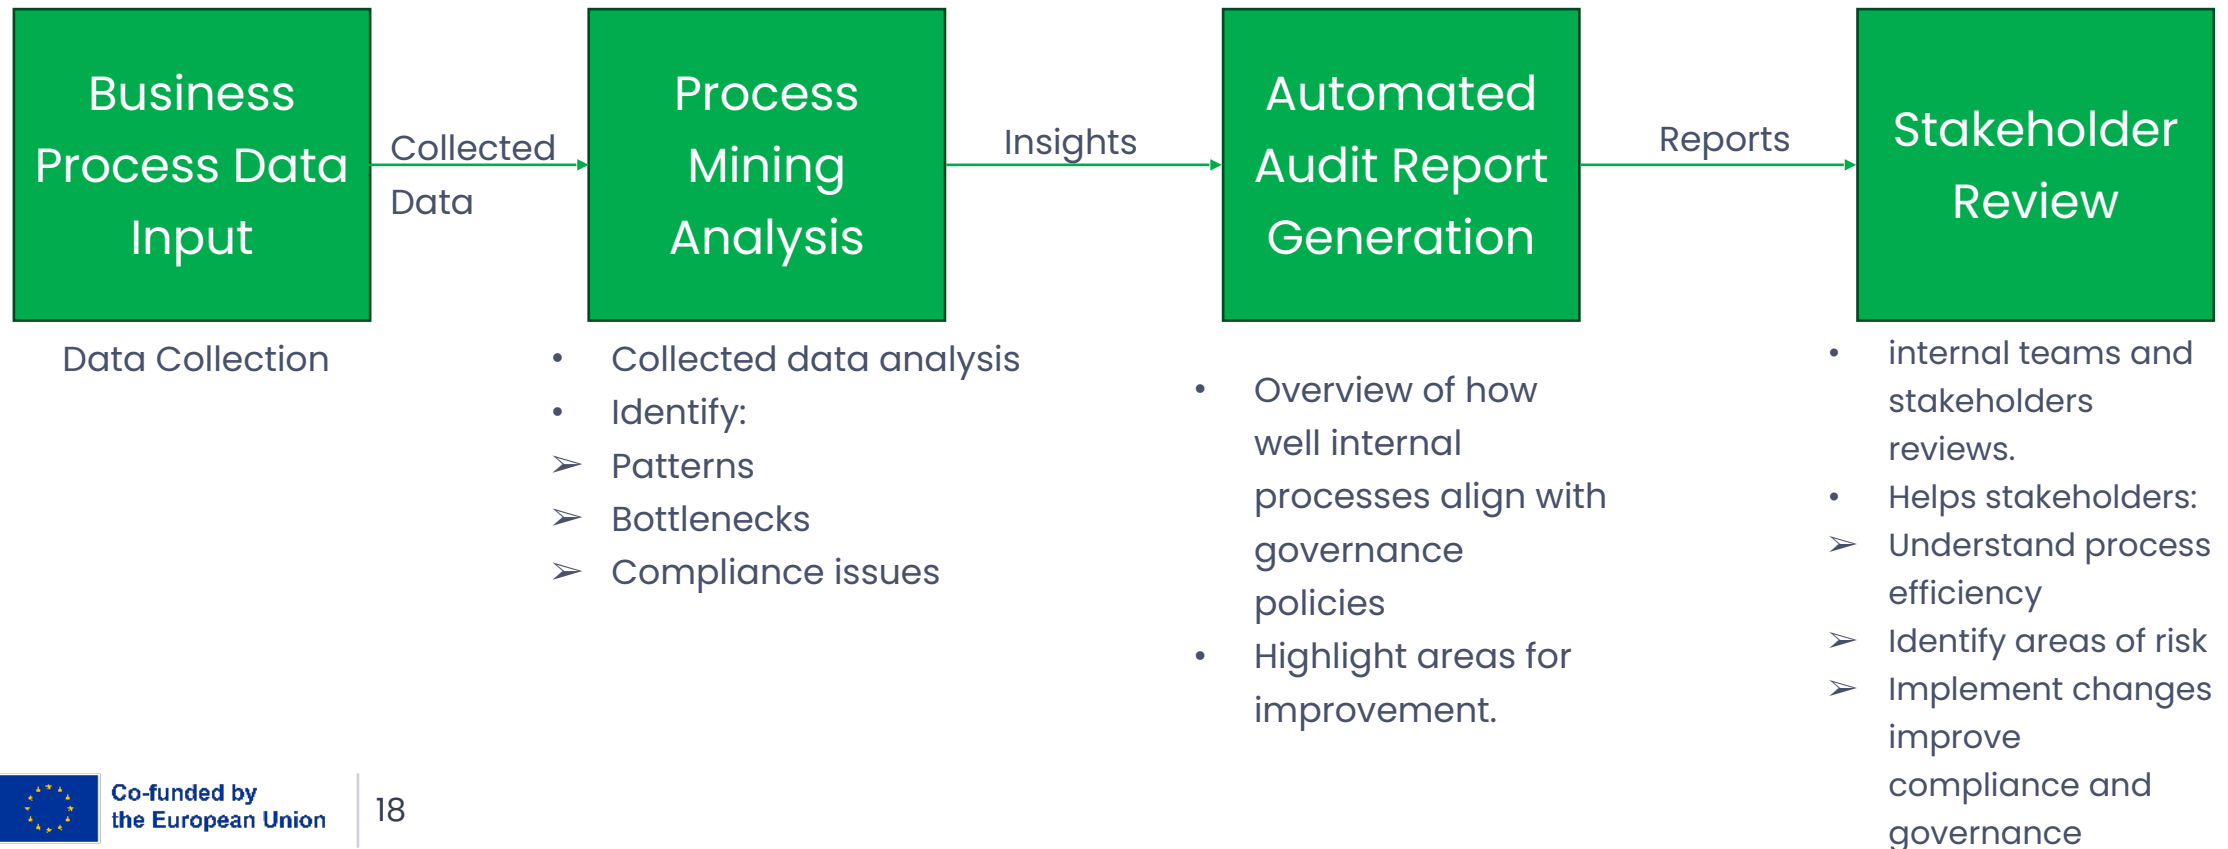 Business
Process Data
Input
Collected
Data
Process
Mining
Analysis
Insights
Automated
Audit Report
Generation
Reports
Stakeholder
Review
Data Collection
• Collected data analysis
• Identify:
➢ Patterns
➢ Bottlenecks
➢ Compliance issues
• Overview of how
well internal
processes align with
governance
policies
• Highlight areas for
improvement.
• internal teams and
stakeholders
reviews.
• Helps stakeholders:
➢ Understand process
efficiency
➢ Identify areas of risk
➢ Implement changes
improve
compliance and
governance
Co-funded by
the European Union
18